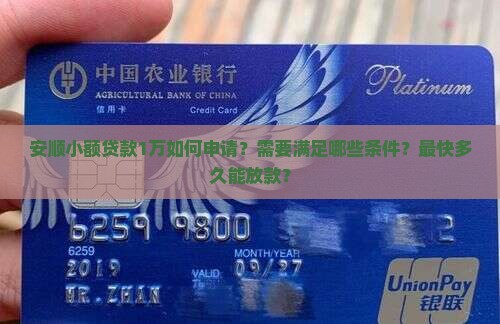 中国农业银行
AGRICULTURAL BANK OF CHINA
信用卡 Credit Card
Platinum
安顺小额贷款1万如何申请?需要满足哪些条件?最快多
久能放款?
6259 9800 2
6259
MONTH/YEAR
2019 VALID 09/27
MR.ZHAN
UnionPay
银联